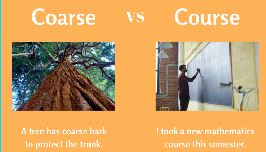 Coarse vs Course
A tree has coarse bark
to protect the trunk.
I took a new mathematics
course this semester.